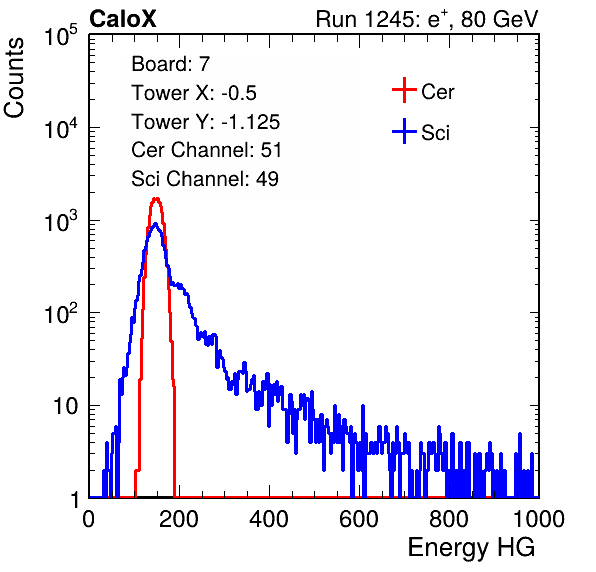 CaloX Run 1245: e⁺, 80 GeV
Board: 7
Tower X: -0.5
Tower Y: -1.125
Cer Channel: 51
Sci Channel: 49
Cer
Sci
Counts
10⁵
10⁴
10³
10²
10
1
0 200 400 600 800 1000
Energy HG